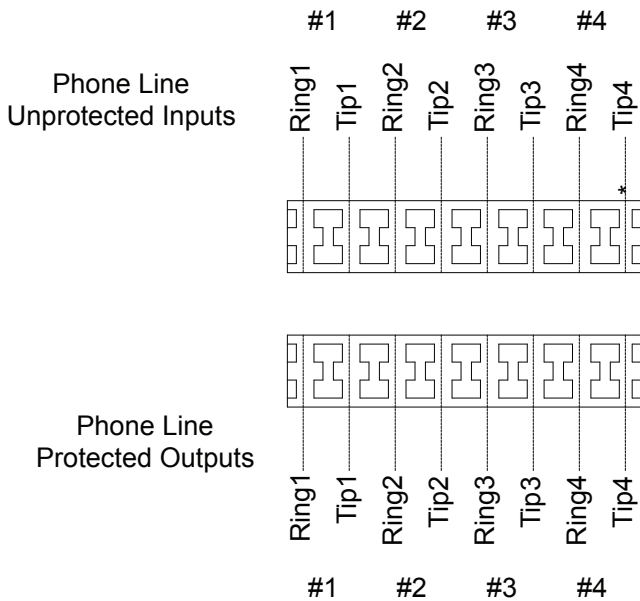 #1 #2 #3 #4
Phone Line
Unprotected Inputs
Ring1 Tip1 Ring2 Tip2 Ring3 Tip3 Ring4 Tip4
*
Phone Line
Protected Outputs
Ring1 Tip1 Ring2 Tip2 Ring3 Tip3 Ring4 Tip4
#1 #2 #3 #4